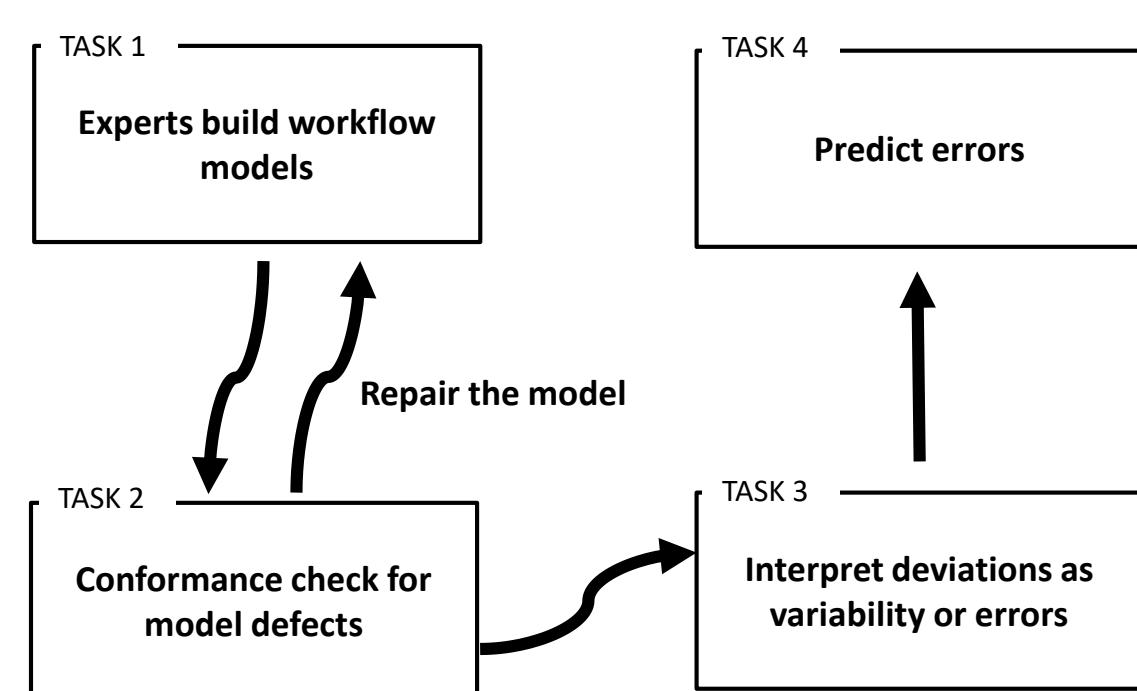 TASK 1
Experts build workflow
models
TASK 4
Predict errors
Repair the model
TASK 2
Conformance check for
model defects
TASK 3
Interpret deviations as
variability or errors